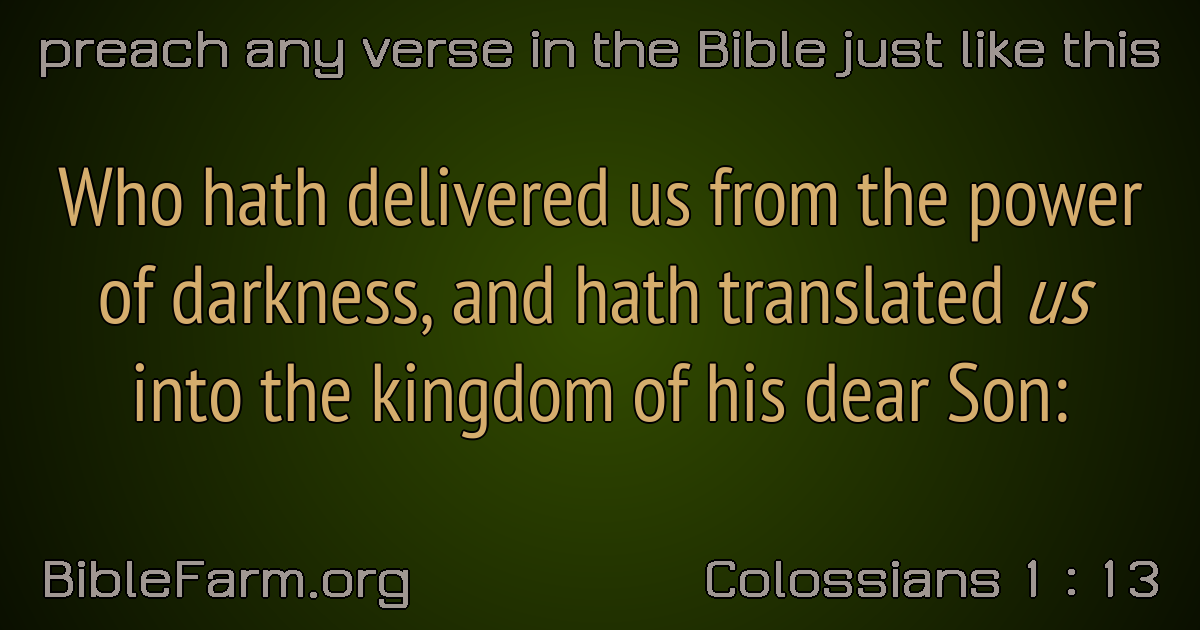 preach any verse in the Bible just like this
Who hath delivered us from the power
of darkness, and hath translated us
into the kingdom of his dear Son:
BibleFarm.org
Colossians 1 : 13